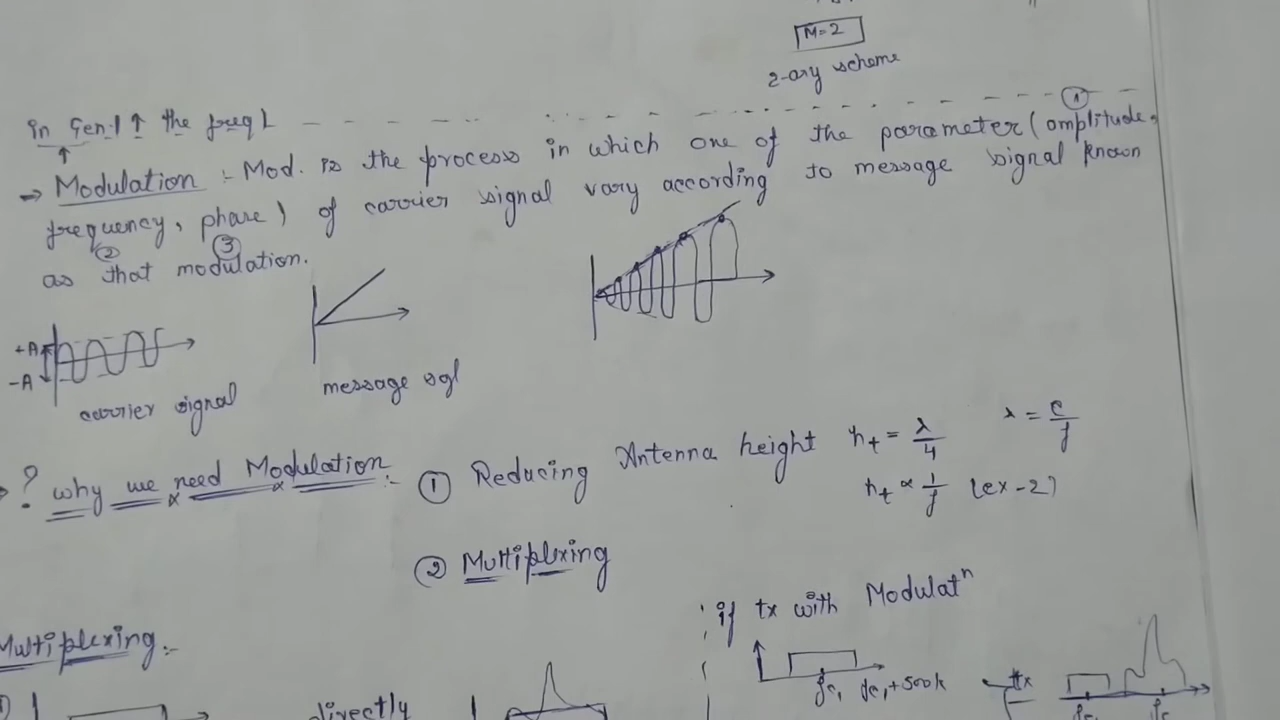 M=2
2-ary scheme
in Gen.l ↑ the freq
①
→ Modulation :- Mod. is the process in which one of the parameter (amplitude,
frequency, phase) of carrier signal vary according to message signal known
② ③
as that modulation.
+A
-A
carrier signal
message sgl
? why we need Modulation :- ① Reducing Antenna height ht = λ/4 λ = c/f
ht ∝ 1/f (ex-2)
② Multiplexing
if tx with Modulatⁿ
Multiplexing :-
fc₁ fc₁+500k
tx
directly